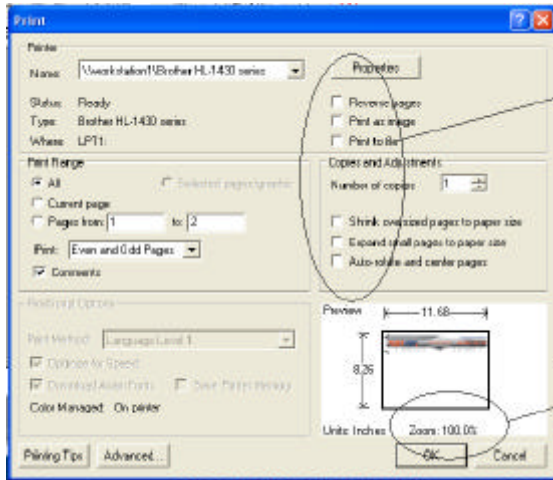 Print
Printer
Name: \\workstation1\Brother HL-1430 series
Properties
Status: Ready
Reverse pages
Type: Brother HL-1430 series
Print as image
Where: LPT1:
Print to file
Print Range
Copies and Adjustments
All
Selected pages/graphic
Number of copies: 1
Current page
Pages from: 1 to: 2
Shrink oversized pages to paper size
Print: Even and Odd Pages
Expand small pages to paper size
Comments
Auto-rotate and center pages
PostScript Options
Preview
11.68
Print Method: Language Level 1
Optimize for Speed
8.26
Download Asian Fonts
Save Printer Memory
Color Managed: On printer
Units: Inches
Zoom: 100.0%
Printing Tips
Advanced...
OK
Cancel